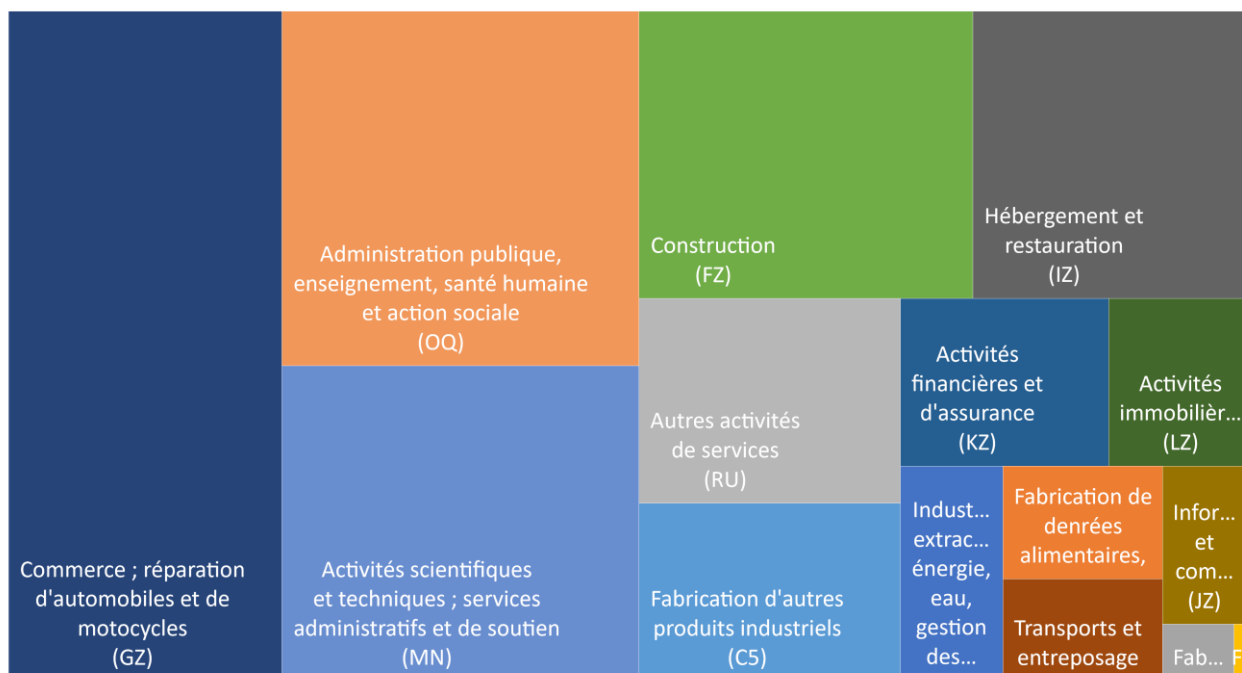 Commerce ; réparation
d'automobiles et de
motocycles
(GZ)
Administration publique,
enseignement, santé humaine
et action sociale
(OQ)
Activités scientifiques
et techniques ; services
administratifs et de soutien
(MN)
Construction
(FZ)
Hébergement et
restauration
(IZ)
Autres activités
de services
(RU)
Fabrication d'autres
produits industriels
(C5)
Activités
financières et
d'assurance
(KZ)
Activités
immobilièr...
(LZ)
Indust...
extrac...
énergie,
eau,
gestion
des...
Fabrication de
denrées
alimentaires,
Transports et
entreposage
Infor...
et
com...
(JZ)
Fab...
F